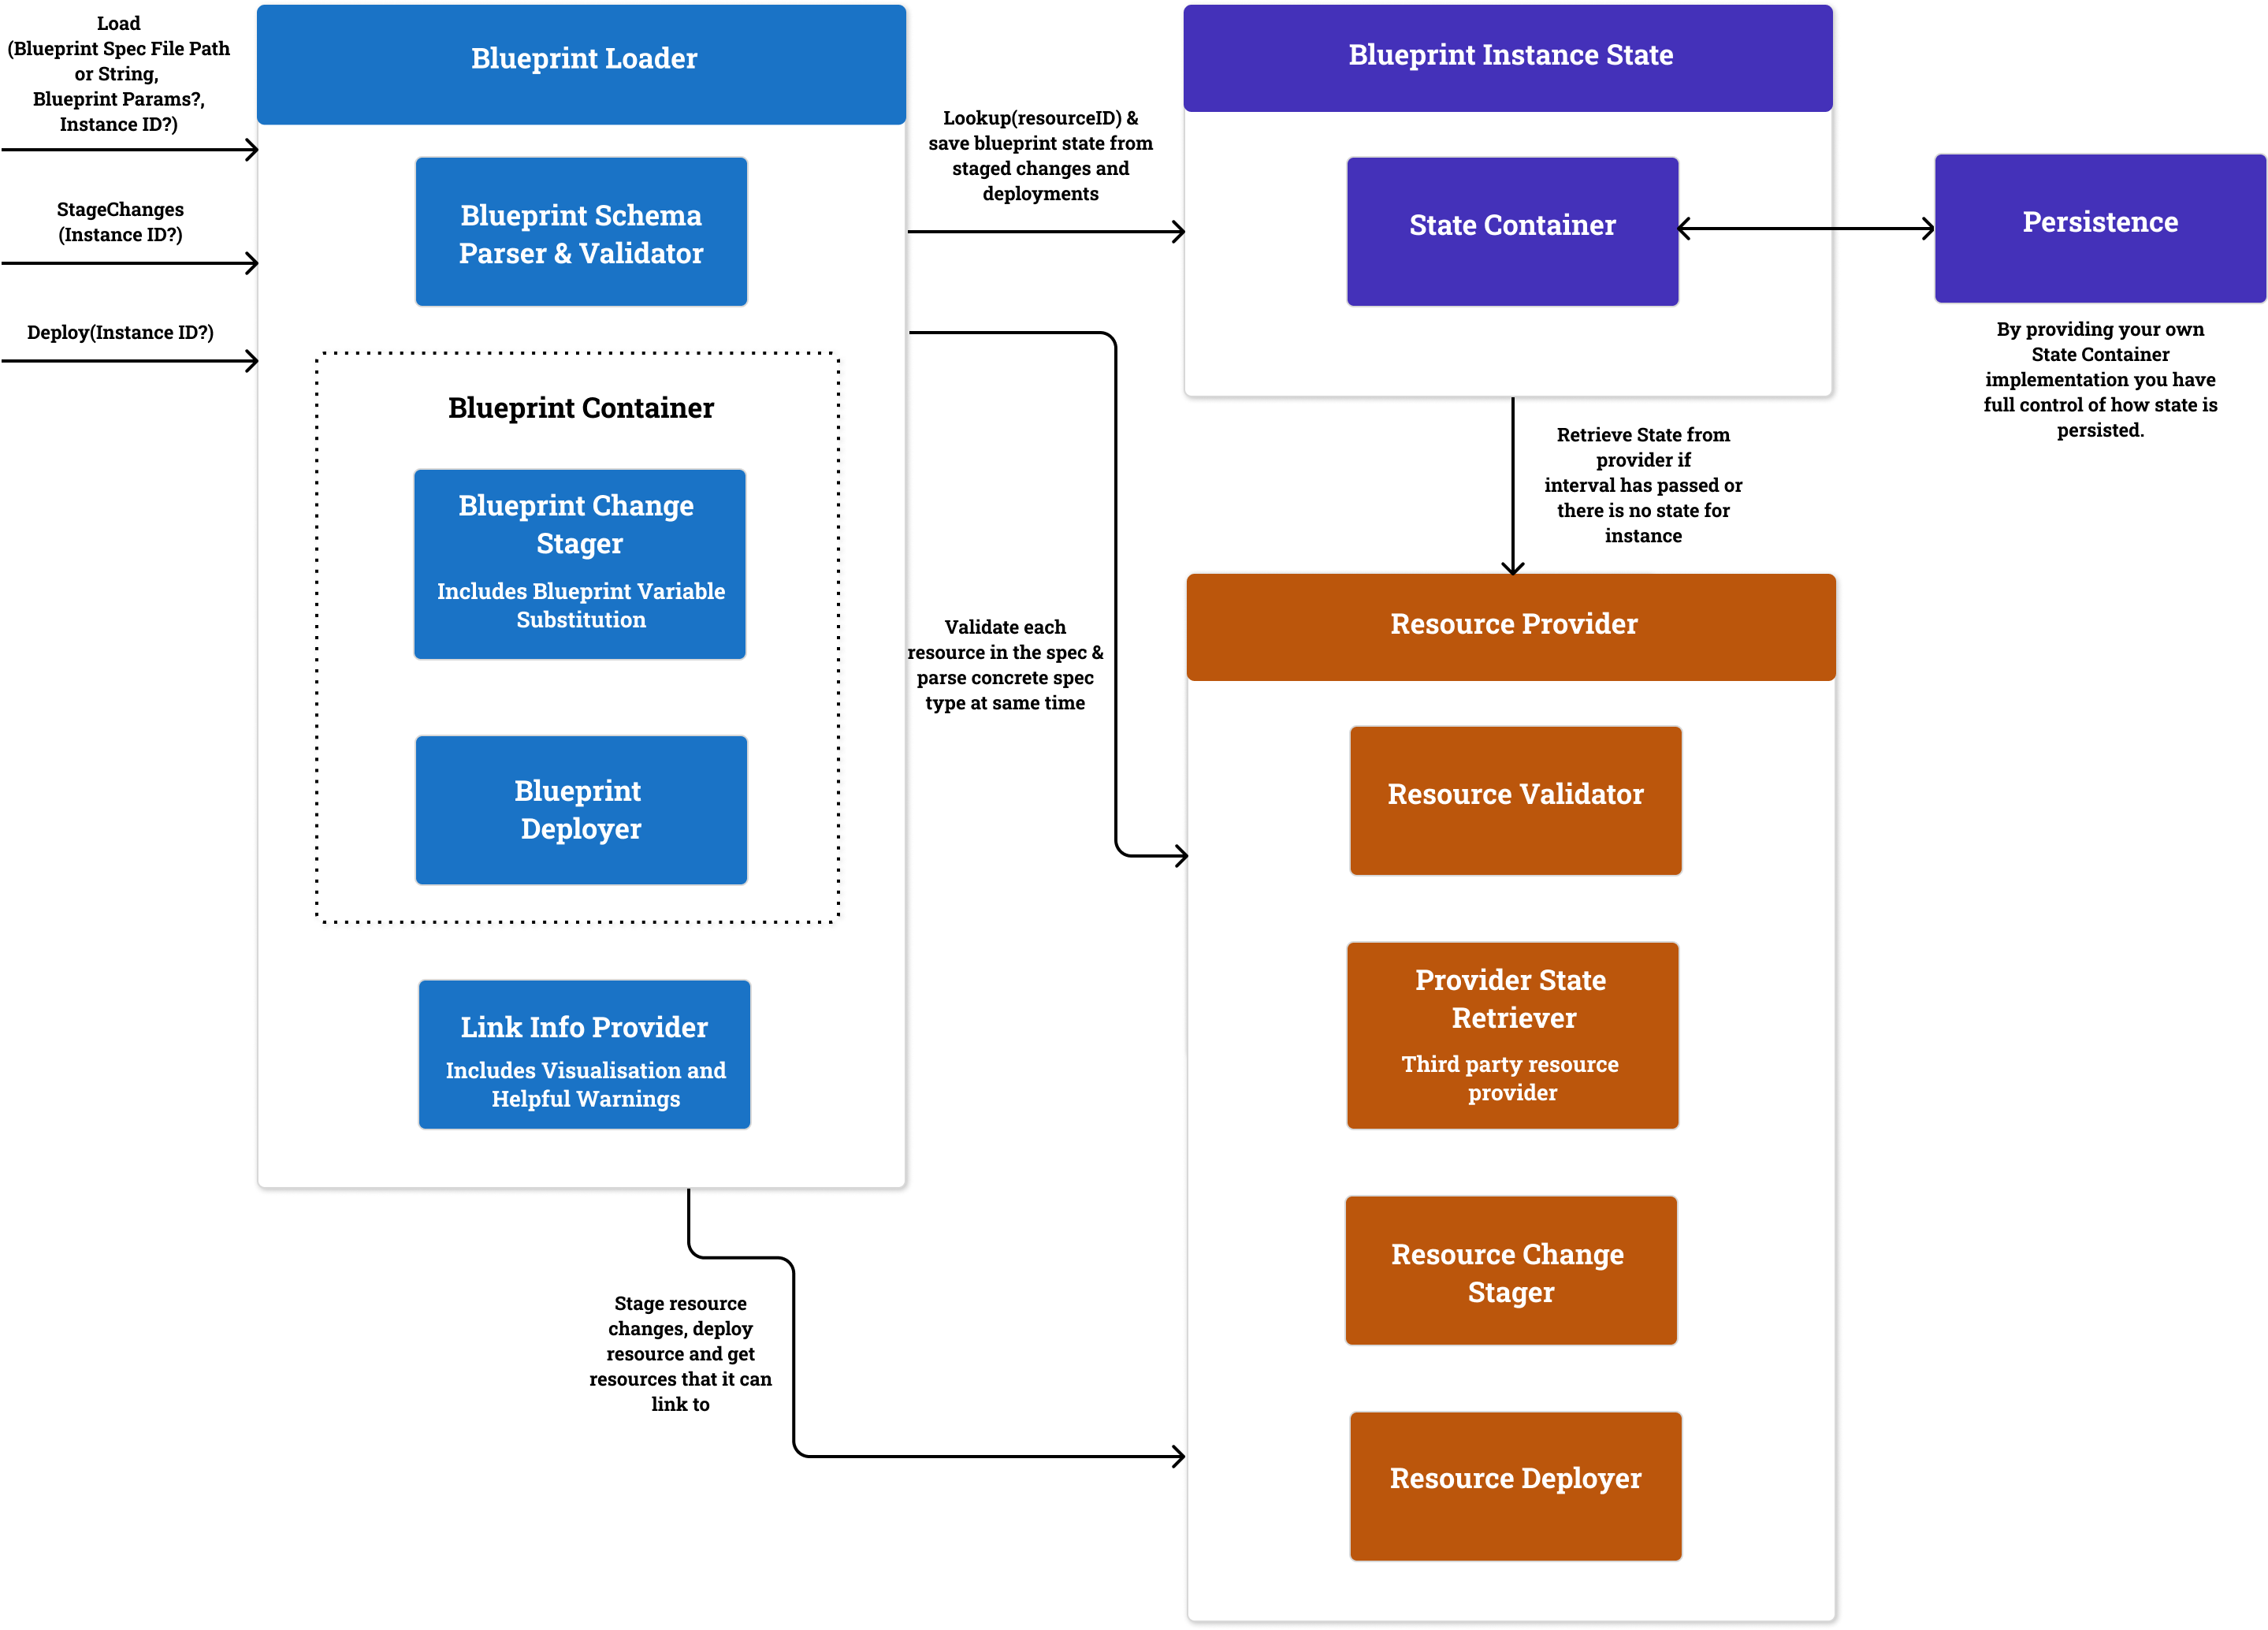 Load
(Blueprint Spec File Path
or String,
Blueprint Params?,
Instance ID?)
StageChanges
(Instance ID?)
Deploy(Instance ID?)
Blueprint Loader
Blueprint Schema
Parser & Validator
Blueprint Container
Blueprint Change
Stager
Includes Blueprint Variable
Substitution
Blueprint
Deployer
Link Info Provider
Includes Visualisation and
Helpful Warnings
Lookup(resourceID) &
save blueprint state from
staged changes and
deployments
Validate each
resource in the spec &
parse concrete spec
type at same time
Stage resource
changes, deploy
resource and get
resources that it can
link to
Blueprint Instance State
State Container
Persistence
By providing your own
State Container
implementation you have
full control of how state is
persisted.
Retrieve State from
provider if
interval has passed or
there is no state for
instance
Resource Provider
Resource Validator
Provider State
Retriever
Third party resource
provider
Resource Change
Stager
Resource Deployer